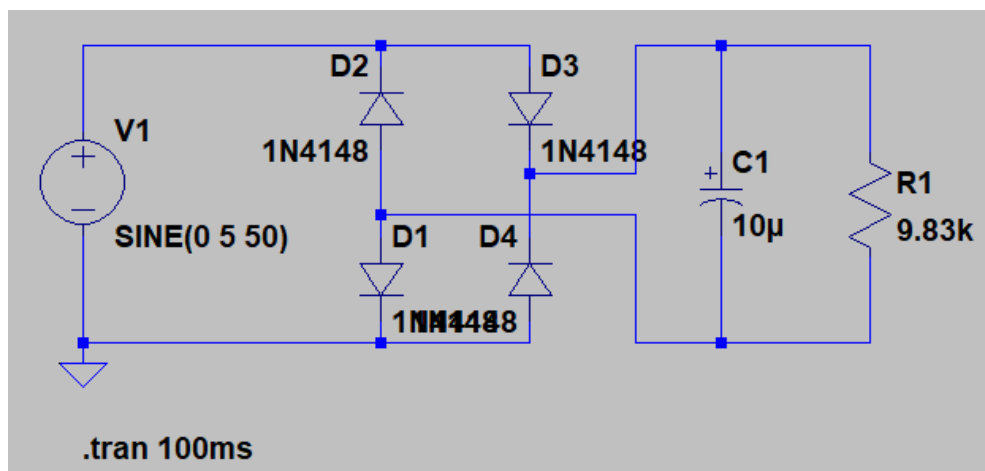 D2
D3
V1
1N4148
1N4148
C1
R1
SINE(0 5 50)
D1
D4
10µ
9.83k
.tran 100ms